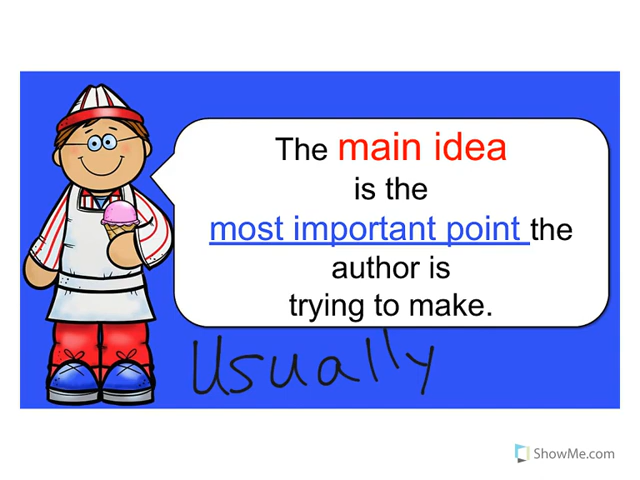 The main idea
is the
most important point the
author is
trying to make.
Usually
ShowMe.com